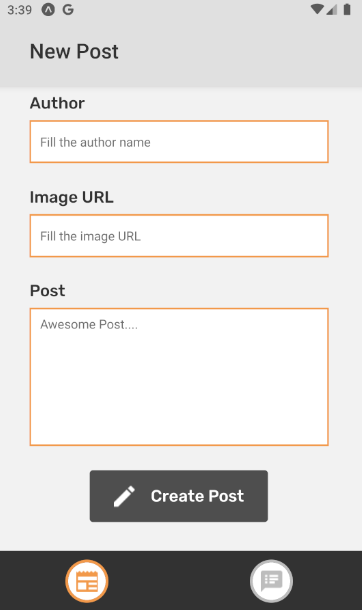 3:39
New Post
Author
Fill the author name
Image URL
Fill the image URL
Post
Awesome Post....
Create Post